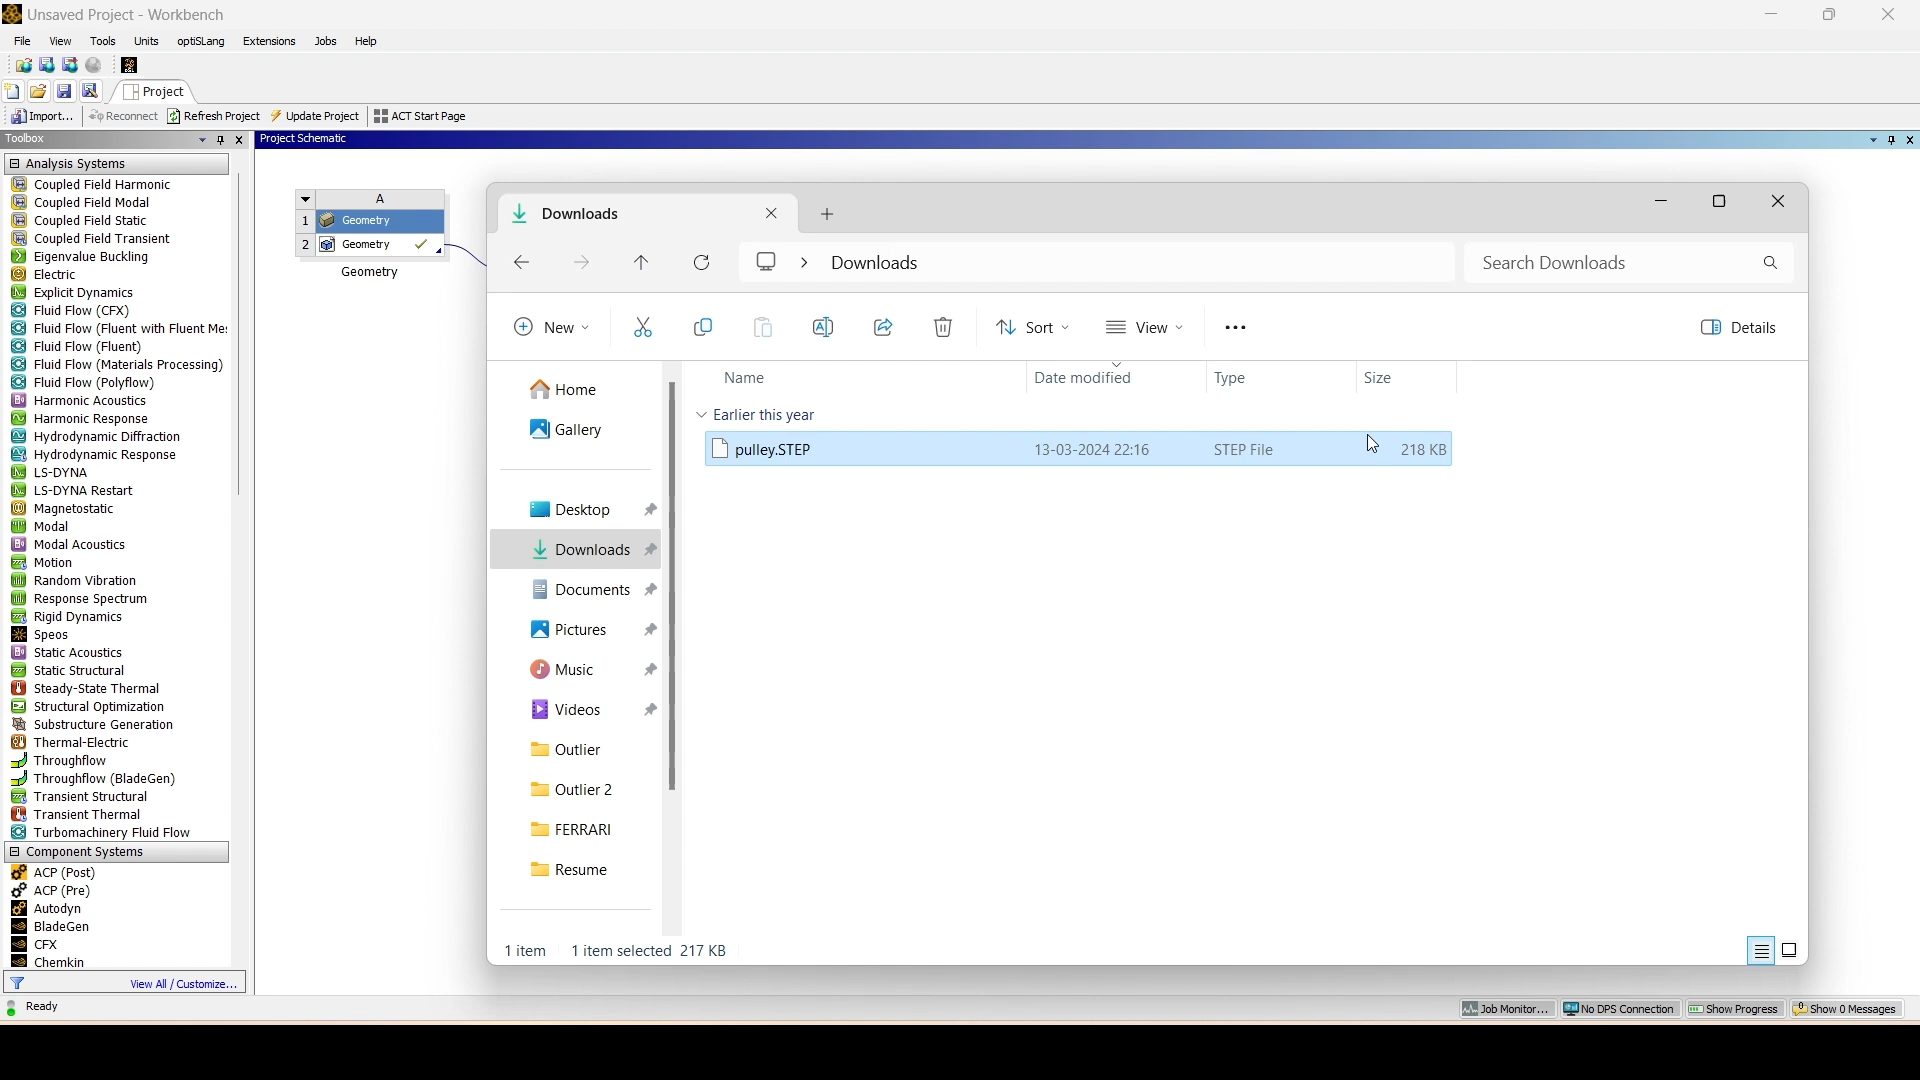 Unsaved Project - Workbench
File View Tools Units optiSLang Extensions Jobs Help
Project
Import... Reconnect Refresh Project Update Project ACT Start Page
Toolbox
Analysis Systems
Coupled Field Harmonic
Coupled Field Modal
Coupled Field Static
Coupled Field Transient
Eigenvalue Buckling
Electric
Explicit Dynamics
Fluid Flow (CFX)
Fluid Flow (Fluent with Fluent Me
Fluid Flow (Fluent)
Fluid Flow (Materials Processing)
Fluid Flow (Polyflow)
Harmonic Acoustics
Harmonic Response
Hydrodynamic Diffraction
Hydrodynamic Response
LS-DYNA
LS-DYNA Restart
Magnetostatic
Modal
Modal Acoustics
Motion
Random Vibration
Response Spectrum
Rigid Dynamics
Speos
Static Acoustics
Static Structural
Steady-State Thermal
Structural Optimization
Substructure Generation
Thermal-Electric
Throughflow
Throughflow (BladeGen)
Transient Structural
Transient Thermal
Turbomachinery Fluid Flow
Component Systems
ACP (Post)
ACP (Pre)
Autodyn
BladeGen
CFX
Chemkin
View All / Customize...
Project Schematic
A
1 Geometry
2 Geometry
Geometry
Downloads
Downloads
Search Downloads
New Sort View Details
Home
Gallery
Desktop
Downloads
Documents
Pictures
Music
Videos
Outlier
Outlier 2
FERRARI
Resume
Name Date modified Type Size
Earlier this year
pulley.STEP 13-03-2024 22:16 STEP File 218 KB
1 item 1 item selected 217 KB
Ready
Job Monitor... No DPS Connection Show Progress Show 0 Messages